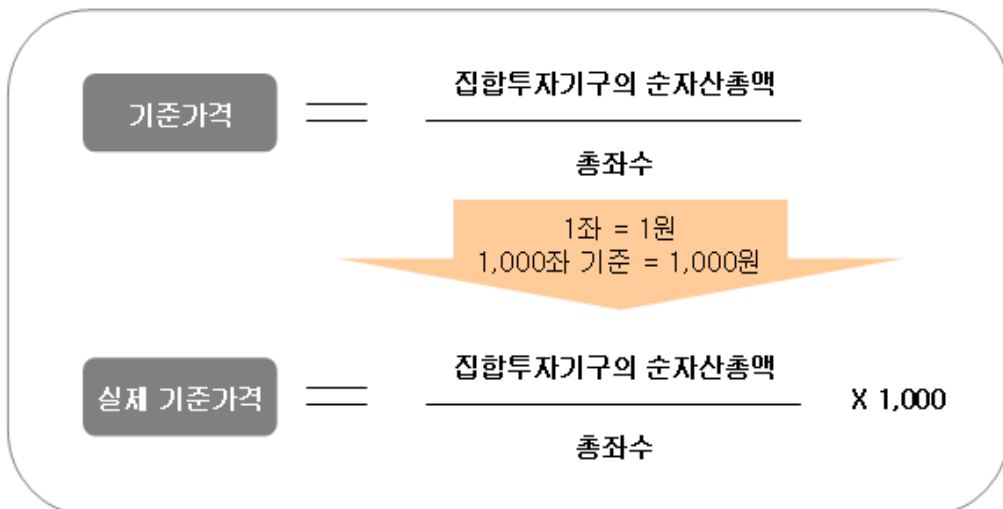 집합투자기구의 순자산총액
기준가격
총좌수
1좌 = 1원
1,000좌 기준 = 1,000원
집합투자기구의 순자산총액
실제 기준가격
X 1,000
총좌수